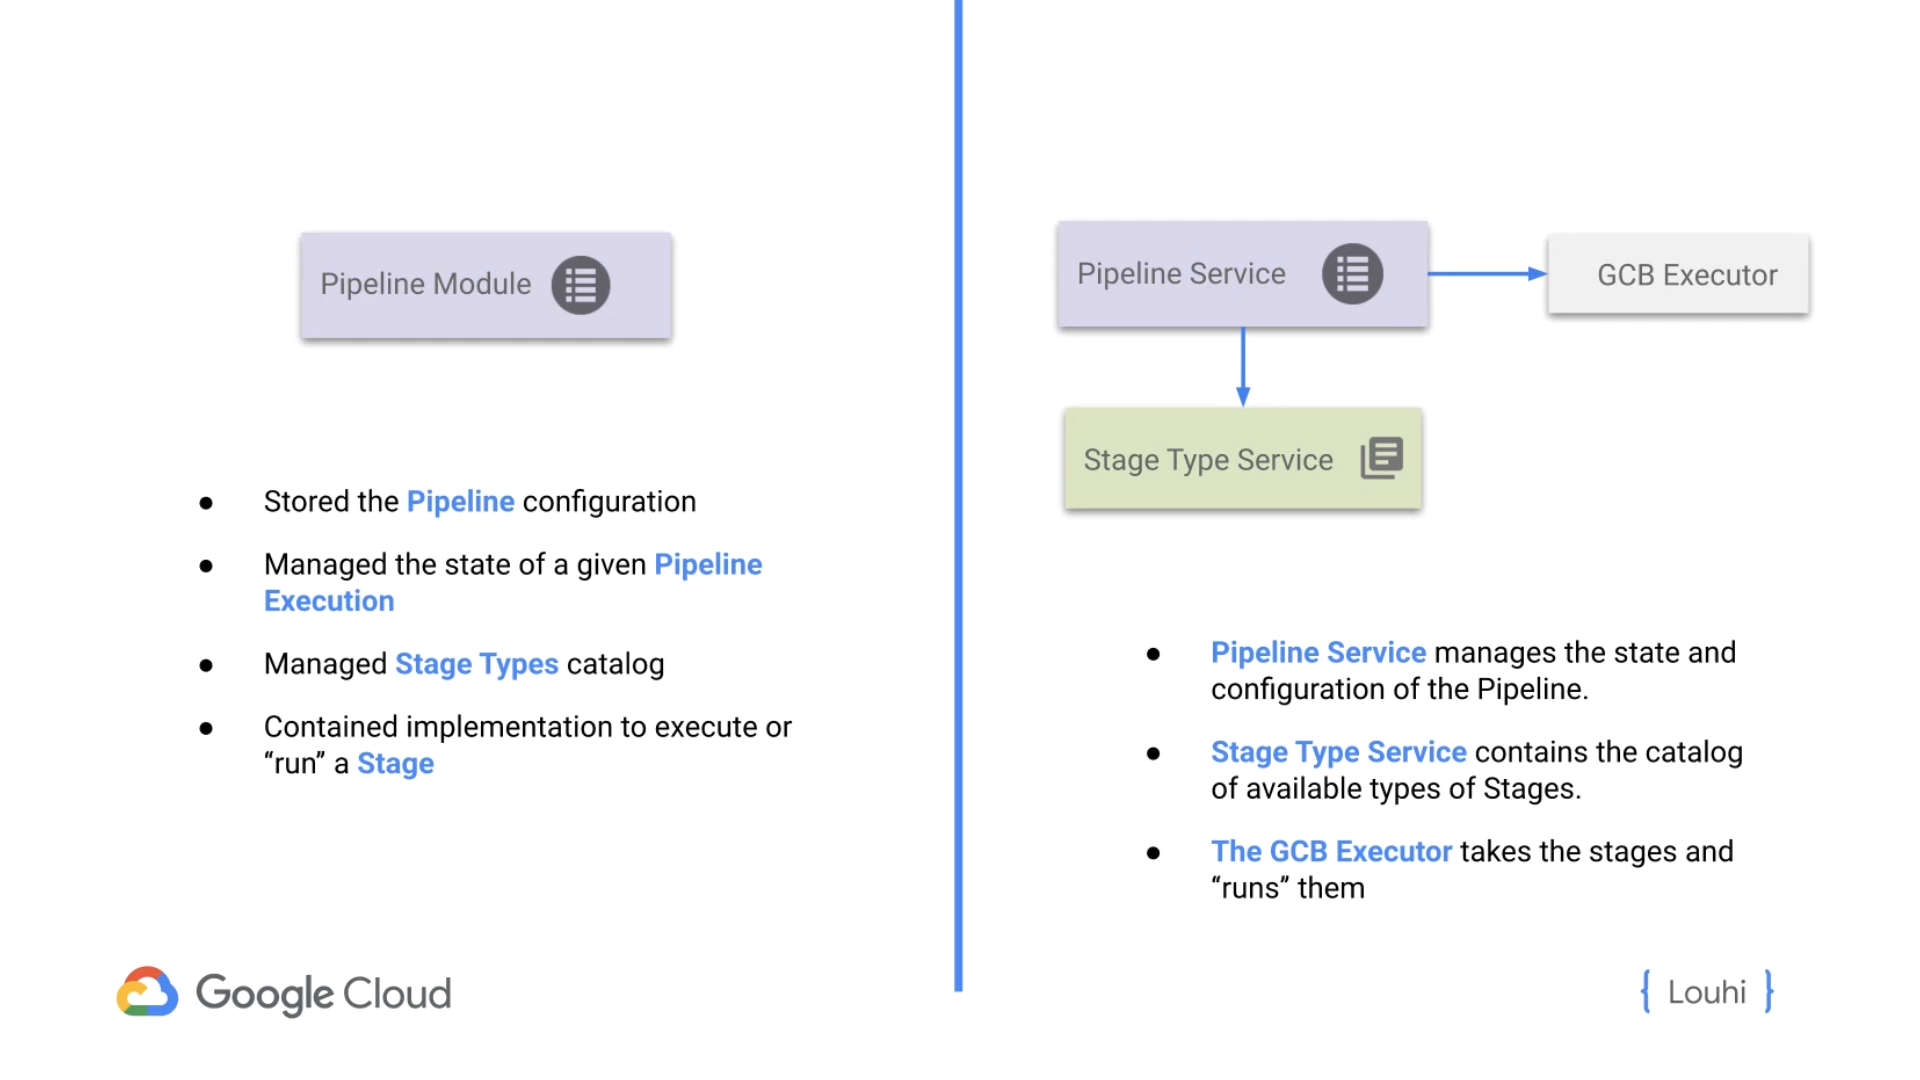 Pipeline Module
● Stored the Pipeline configuration
● Managed the state of a given Pipeline
Execution
● Managed Stage Types catalog
● Contained implementation to execute or
“run” a Stage
Pipeline Service
GCB Executor
Stage Type Service
● Pipeline Service manages the state and
configuration of the Pipeline.
● Stage Type Service contains the catalog
of available types of Stages.
● The GCB Executor takes the stages and
“runs” them
Google Cloud
{ Louhi }